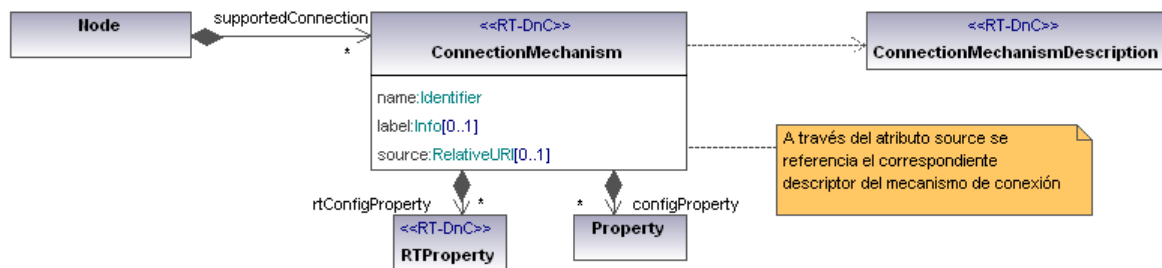 Node
supportedConnection
*
<<RT-DnC>>
ConnectionMechanism
name:Identifier
label:Info[0..1]
source:RelativeURI[0..1]
<<RT-DnC>>
ConnectionMechanismDescription
A través del atributo source se
referencia el correspondiente
descriptor del mecanismo de conexión
rtConfigProperty
*
*
configProperty
<<RT-DnC>>
RTProperty
Property